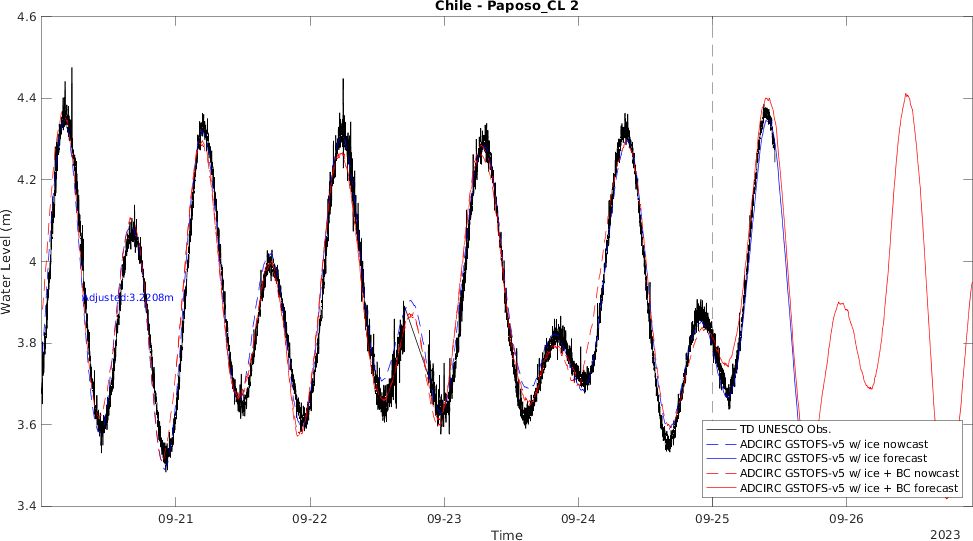 Chile - Paposo_CL 2
4.6
4.4
4.2
4
3.8
3.6
3.4
Water Level (m)
Adjusted:3.2208m
TD UNESCO Obs.
ADCIRC GSTOFS-v5 w/ ice nowcast
ADCIRC GSTOFS-v5 w/ ice forecast
ADCIRC GSTOFS-v5 w/ ice + BC nowcast
ADCIRC GSTOFS-v5 w/ ice + BC forecast
09-21 09-22 09-23 09-24 09-25 09-26
Time
2023